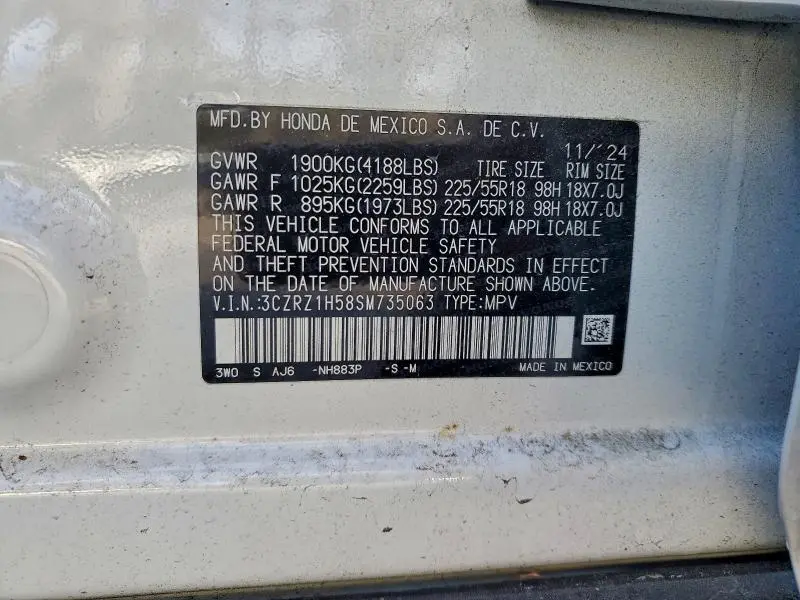 MFD.BY HONDA DE MEXICO S.A. DE C.V.
11/'24
GVWR 1900KG(4188LBS) TIRE SIZE RIM SIZE
GAWR F 1025KG(2259LBS) 225/55R18 98H 18X7.0J
GAWR R 895KG(1973LBS) 225/55R18 98H 18X7.0J
THIS VEHICLE CONFORMS TO ALL APPLICABLE
FEDERAL MOTOR VEHICLE SAFETY
AND THEFT PREVENTION STANDARDS IN EFFECT
ON THE DATE OF MANUFACTURE SHOWN ABOVE.
V.I.N.:3CZRZ1H58SM735063 TYPE:MPV
3W0 S AJ6 -NH883P -S -M MADE IN MEXICO